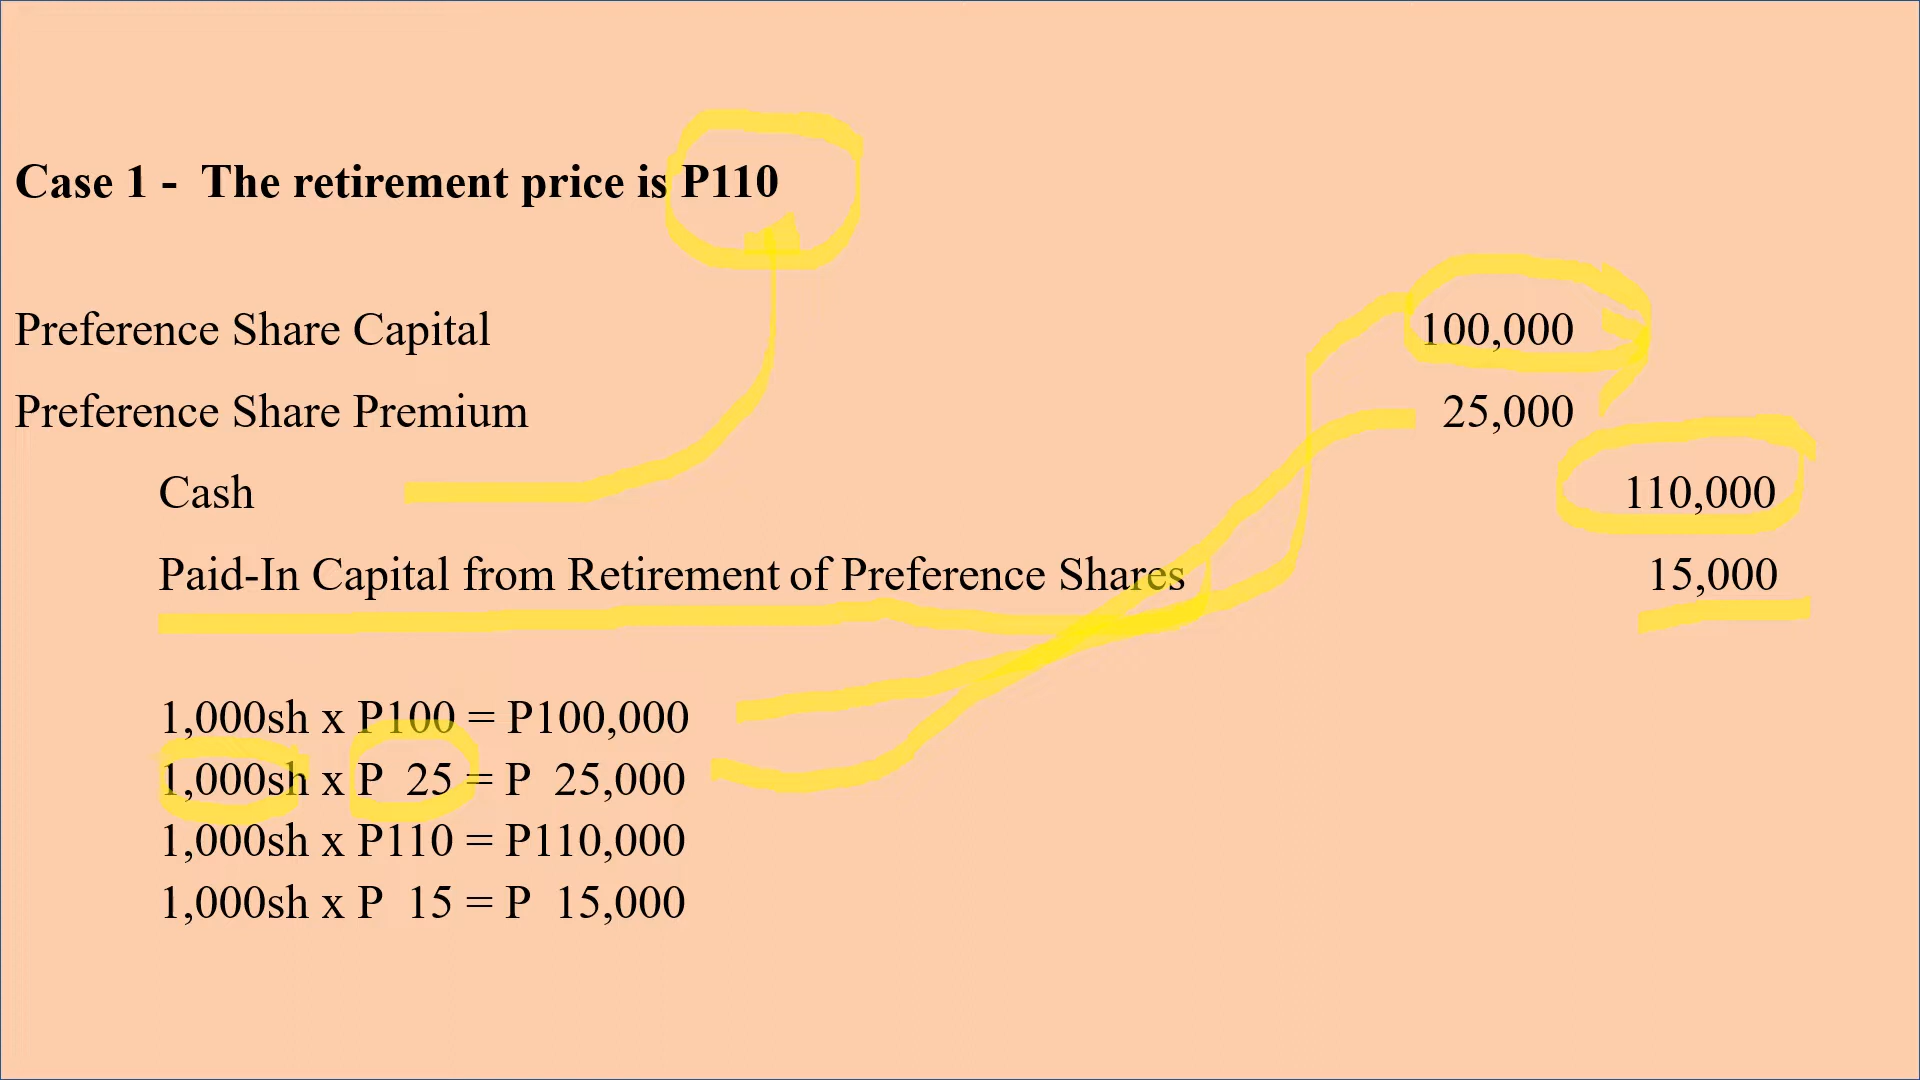 Case 1 - The retirement price is P110
Preference Share Capital 100,000
Preference Share Premium 25,000
Cash 110,000
Paid-In Capital from Retirement of Preference Shares 15,000
1,000sh x P100 = P100,000
1,000sh x P 25 = P 25,000
1,000sh x P110 = P110,000
1,000sh x P 15 = P 15,000